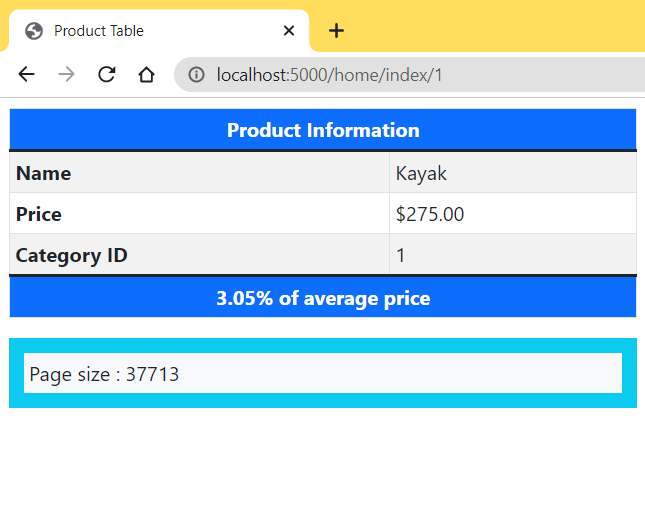 Product Table
localhost:5000/home/index/1
Product Information
Name Kayak
Price $275.00
Category ID 1
3.05% of average price
Page size : 37713